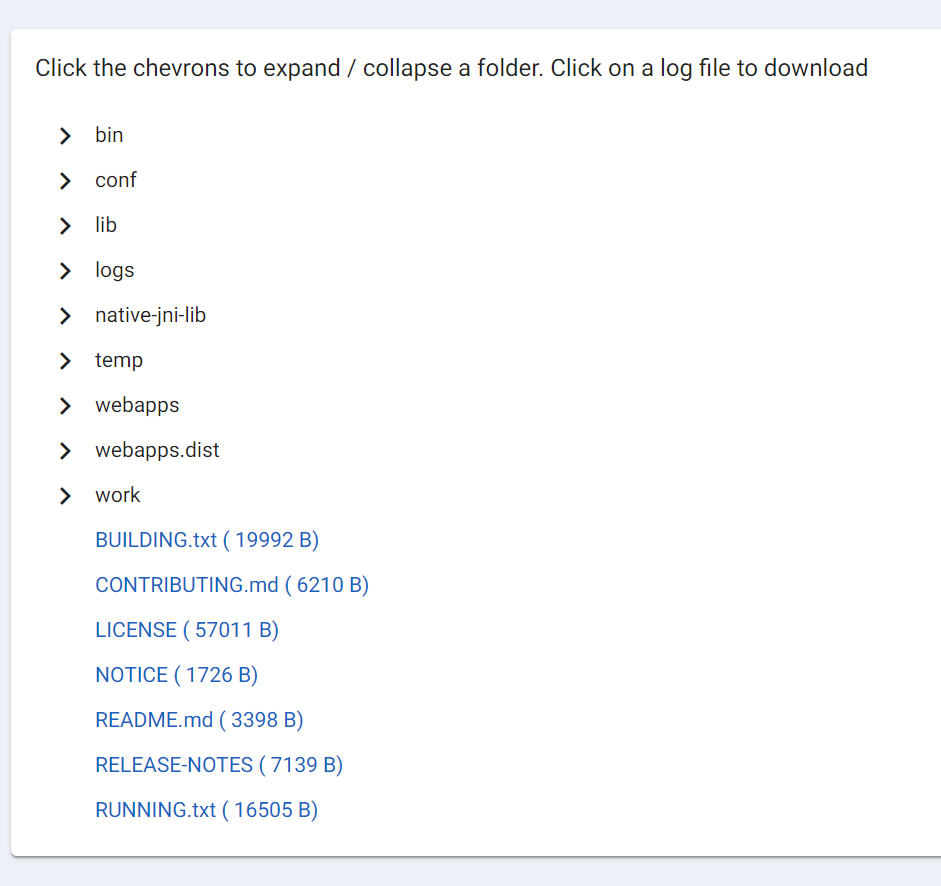 Click the chevrons to expand / collapse a folder. Click on a log file to download
bin
conf
lib
logs
native-jni-lib
temp
webapps
webapps.dist
work
BUILDING.txt ( 19992 B)
CONTRIBUTING.md ( 6210 B)
LICENSE ( 57011 B)
NOTICE ( 1726 B)
README.md ( 3398 B)
RELEASE-NOTES ( 7139 B)
RUNNING.txt ( 16505 B)